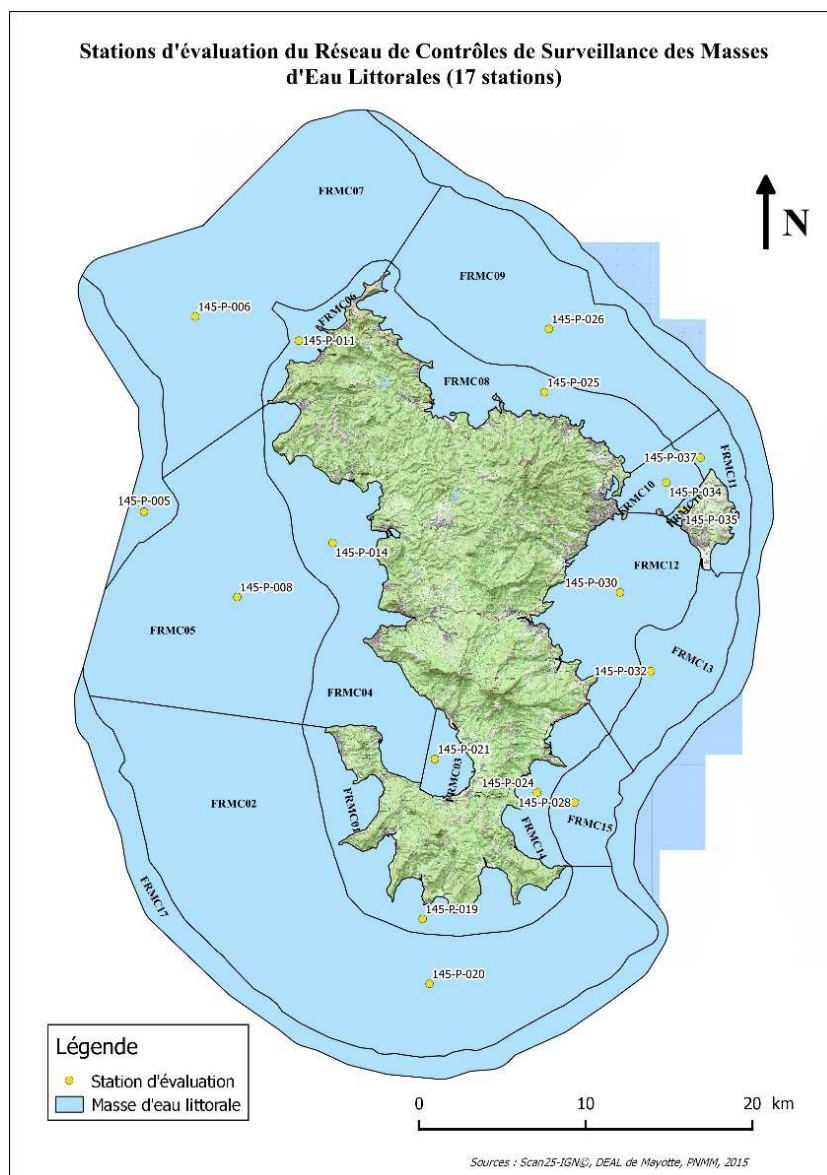 Stations d'évaluation du Réseau de Contrôles de Surveillance des Masses
d'Eau Littorales (17 stations)
FRMC07
N
FRMC09
FRMC06
145-P-006
145-P-026
145-P-011
FRMC08
145-P-025
145-P-037
FRMC11
FRMC10
145-P-034
145-P-005
145-P-035
145-P-014
FRMC12
145-P-030
145-P-008
FRMC05
FRMC13
145-P-032
FRMC04
145-P-021
FRMC03
145-P-024
FRMC02
FRMC01
145-P-028
FRMC15
FRMC14
FRMC17
145-P-019
145-P-020
Légende
Station d'évaluation
Masse d'eau littorale
0 10 20 km
Sources : Scan25-IGN©, DEAL de Mayotte, PNMM, 2015